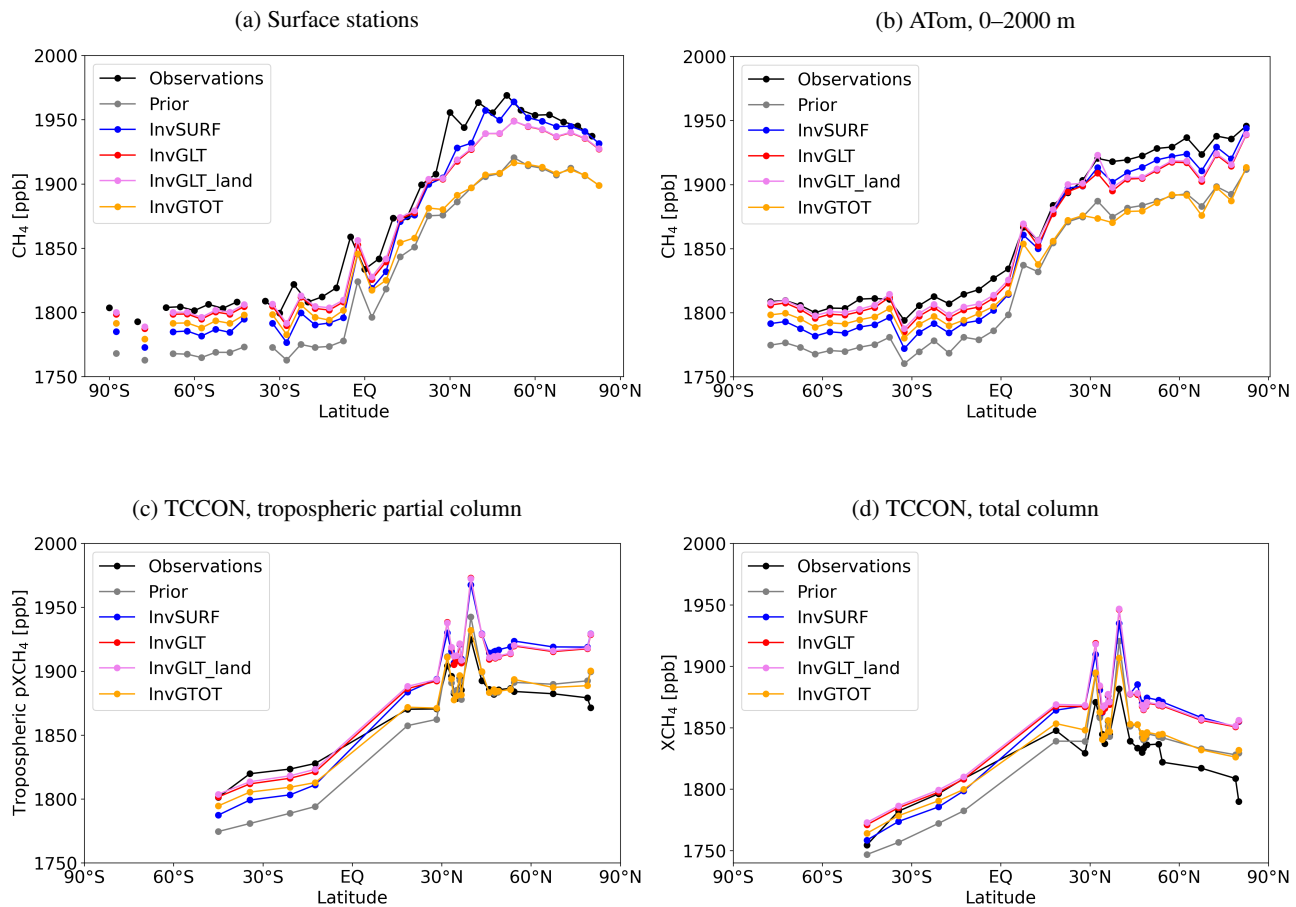 (a) Surface stations
2000
1950
1900
1850
1800
1750
CH₄ [ppb]
Observations
Prior
InvSURF
InvGLT
InvGLT_land
InvGTOT
90°S 60°S 30°S EQ 30°N 60°N 90°N
Latitude
(b) ATom, 0–2000 m
2000
1950
1900
1850
1800
1750
CH₄ [ppb]
Observations
Prior
InvSURF
InvGLT
InvGLT_land
InvGTOT
90°S 60°S 30°S EQ 30°N 60°N 90°N
Latitude
(c) TCCON, tropospheric partial column
2000
1950
1900
1850
1800
1750
Tropospheric pXCH₄ [ppb]
Observations
Prior
InvSURF
InvGLT
InvGLT_land
InvGTOT
90°S 60°S 30°S EQ 30°N 60°N 90°N
Latitude
(d) TCCON, total column
2000
1950
1900
1850
1800
1750
XCH₄ [ppb]
Observations
Prior
InvSURF
InvGLT
InvGLT_land
InvGTOT
90°S 60°S 30°S EQ 30°N 60°N 90°N
Latitude